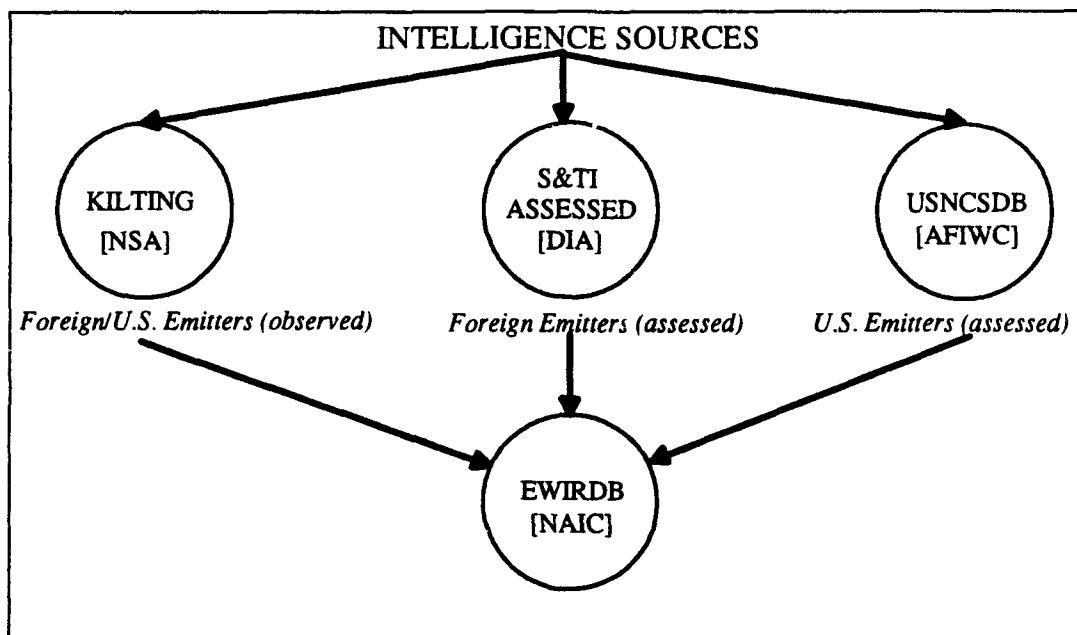 INTELLIGENCE SOURCES
KILTING
[NSA]
S&TI
ASSESSED
[DIA]
USNCSDB
[AFIWC]
Foreign/U.S. Emitters (observed)
Foreign Emitters (assessed)
U.S. Emitters (assessed)
EWIRDB
[NAIC]